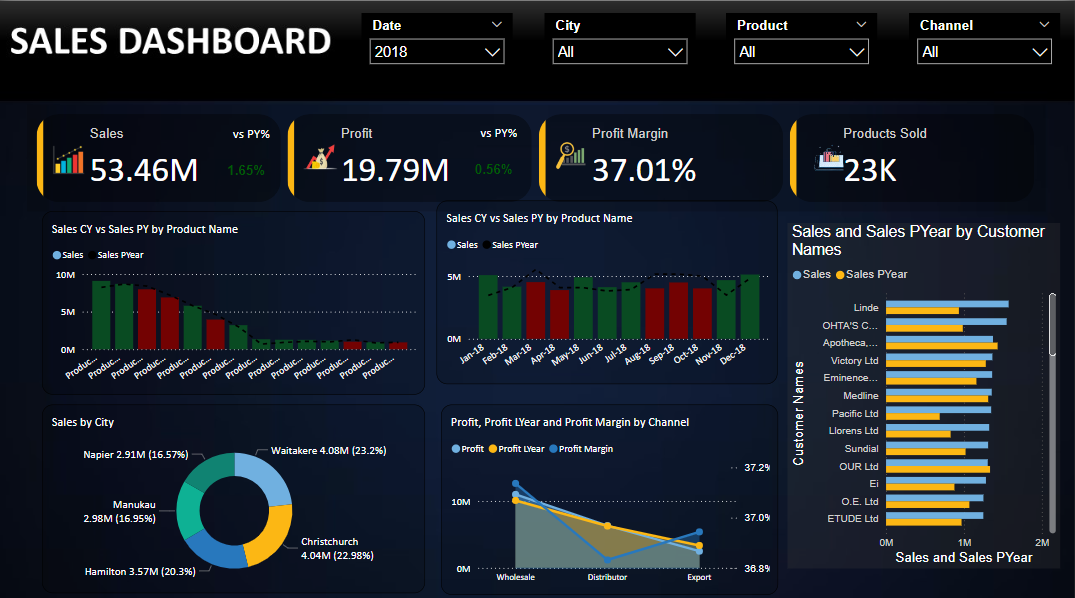 SALES DASHBOARD
Date
2018
City
All
Product
All
Channel
All
Sales
vs PY%
53.46M
1.65%
Profit
vs PY%
19.79M
0.56%
Profit Margin
37.01%
Products Sold
23K
Sales CY vs Sales PY by Product Name
Sales Sales PYear
10M
5M
0M
Produc...
Produc...
Produc...
Produc...
Produc...
Produc...
Produc...
Produc...
Produc...
Produc...
Produc...
Produc...
Produc...
Produc...
Sales CY vs Sales PY by Product Name
Sales Sales PYear
5M
0M
Jan-18
Feb-18
Mar-18
Apr-18
May-18
Jun-18
Jul-18
Aug-18
Sep-18
Oct-18
Nov-18
Dec-18
Sales and Sales PYear by Customer
Names
Sales Sales PYear
Customer Names
Linde
OHTA'S C...
Apotheca,...
Victory Ltd
Eminence...
Medline
Pacific Ltd
Llorens Ltd
Sundial
OUR Ltd
Ei
O.E. Ltd
ETUDE Ltd
0M
1M
2M
Sales and Sales PYear
Sales by City
Napier 2.91M (16.57%)
Waitakere 4.08M (23.2%)
Manukau
2.98M (16.95%)
Christchurch
4.04M (22.98%)
Hamilton 3.57M (20.3%)
Profit, Profit LYear and Profit Margin by Channel
Profit Profit LYear Profit Margin
10M
0M
37.2%
37.0%
36.8%
Wholesale
Distributor
Export